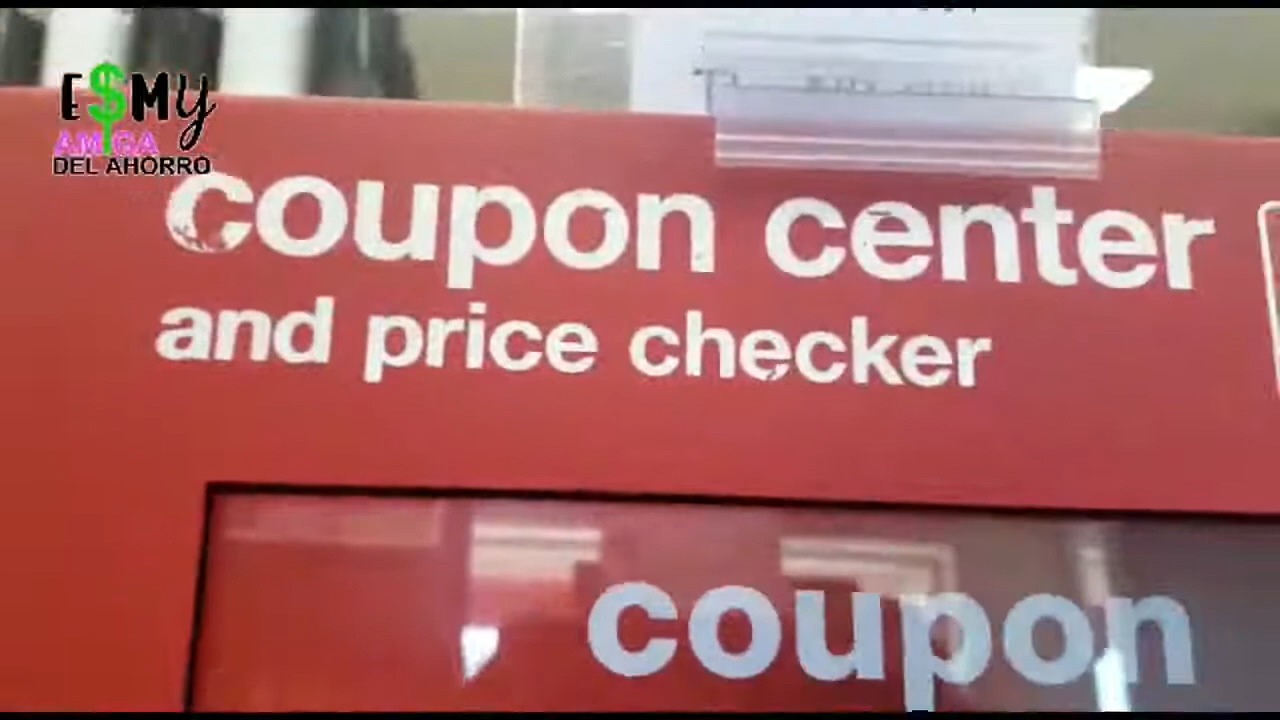 E$MY
AMIGA
DEL AHORRO
coupon center
and price checker
coupon